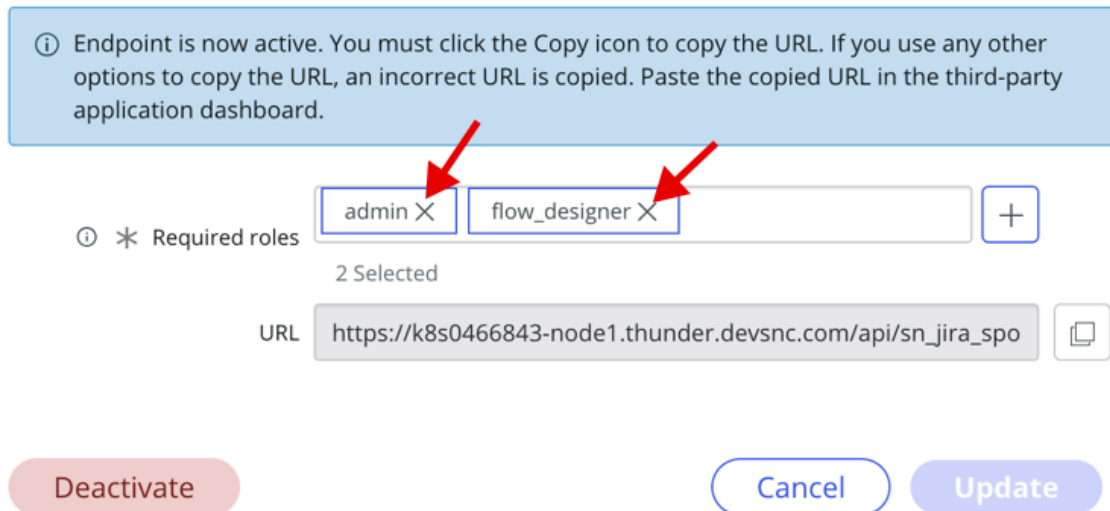 Endpoint is now active. You must click the Copy icon to copy the URL. If you use any other
options to copy the URL, an incorrect URL is copied. Paste the copied URL in the third-party
application dashboard.
Required roles
admin
flow_designer
2 Selected
URL
https://k8s0466843-node1.thunder.devsnc.com/api/sn_jira_spo
Deactivate
Cancel
Update